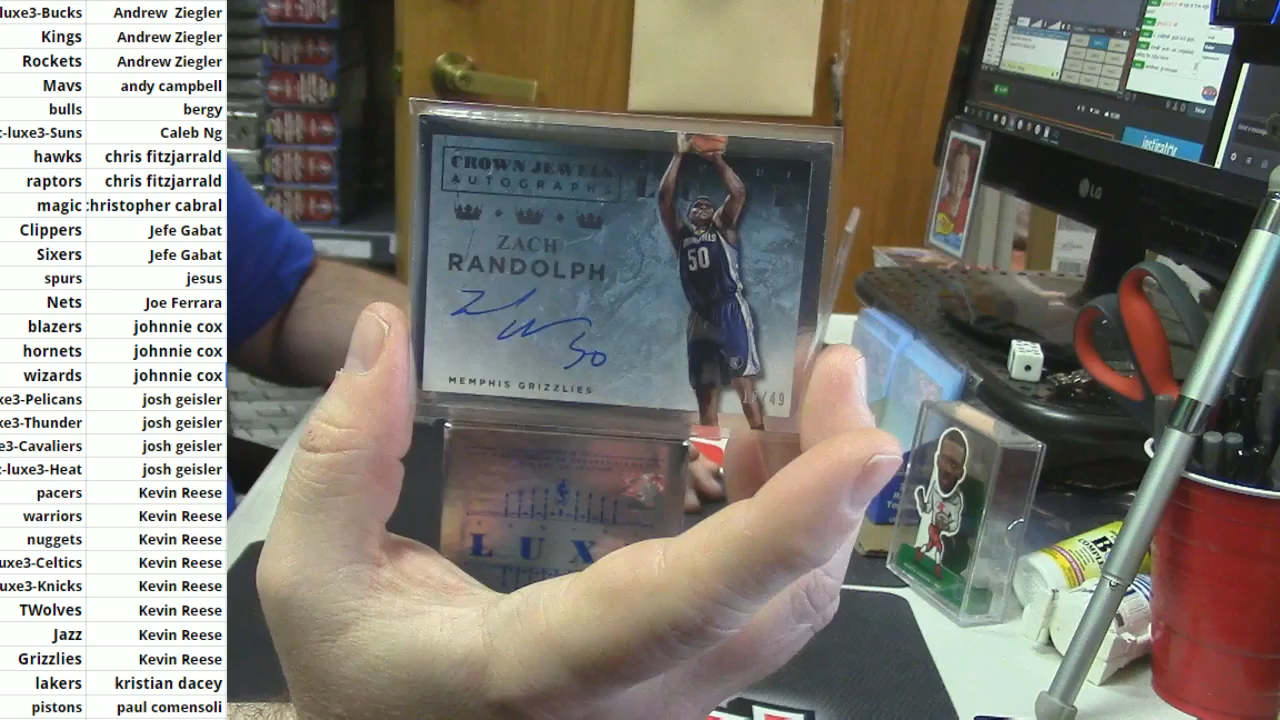 luxe3-Bucks Andrew Ziegler
Kings Andrew Ziegler
Rockets Andrew Ziegler
Mavs andy campbell
bulls bergy
t-luxe3-Suns Caleb Ng
hawks chris fitzjarrald
raptors chris fitzjarrald
magic christopher cabral
Clippers Jefe Gabat
Sixers Jefe Gabat
spurs jesus
Nets Joe Ferrara
blazers johnnie cox
hornets johnnie cox
wizards johnnie cox
xe3-Pelicans josh geisler
xe3-Thunder josh geisler
e3-Cavaliers josh geisler
t-luxe3-Heat josh geisler
pacers Kevin Reese
warriors Kevin Reese
nuggets Kevin Reese
uxe3-Celtics Kevin Reese
uxe3-Knicks Kevin Reese
TWolves Kevin Reese
Jazz Kevin Reese
Grizzlies Kevin Reese
lakers kristian dacey
pistons paul comensoli
CROWN JEWELS
AUTOGRAPHS
ZACH
RANDOLPH
50
MEMPHIS GRIZZLIES
/49
LUX
LG